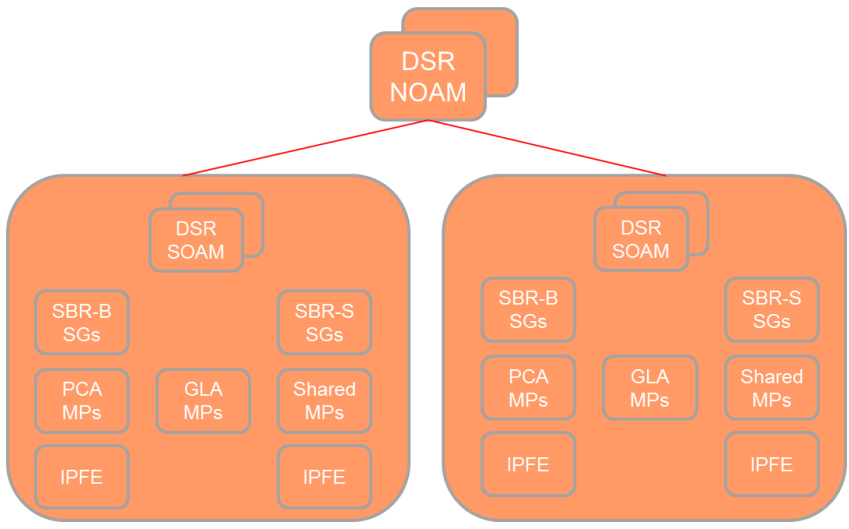 DSR
NOAM
DSR
SOAM
SBR-B
SGs
SBR-S
SGs
PCA
MPs
GLA
MPs
Shared
MPs
IPFE
IPFE
DSR
SOAM
SBR-B
SGs
SBR-S
SGs
PCA
MPs
GLA
MPs
Shared
MPs
IPFE
IPFE